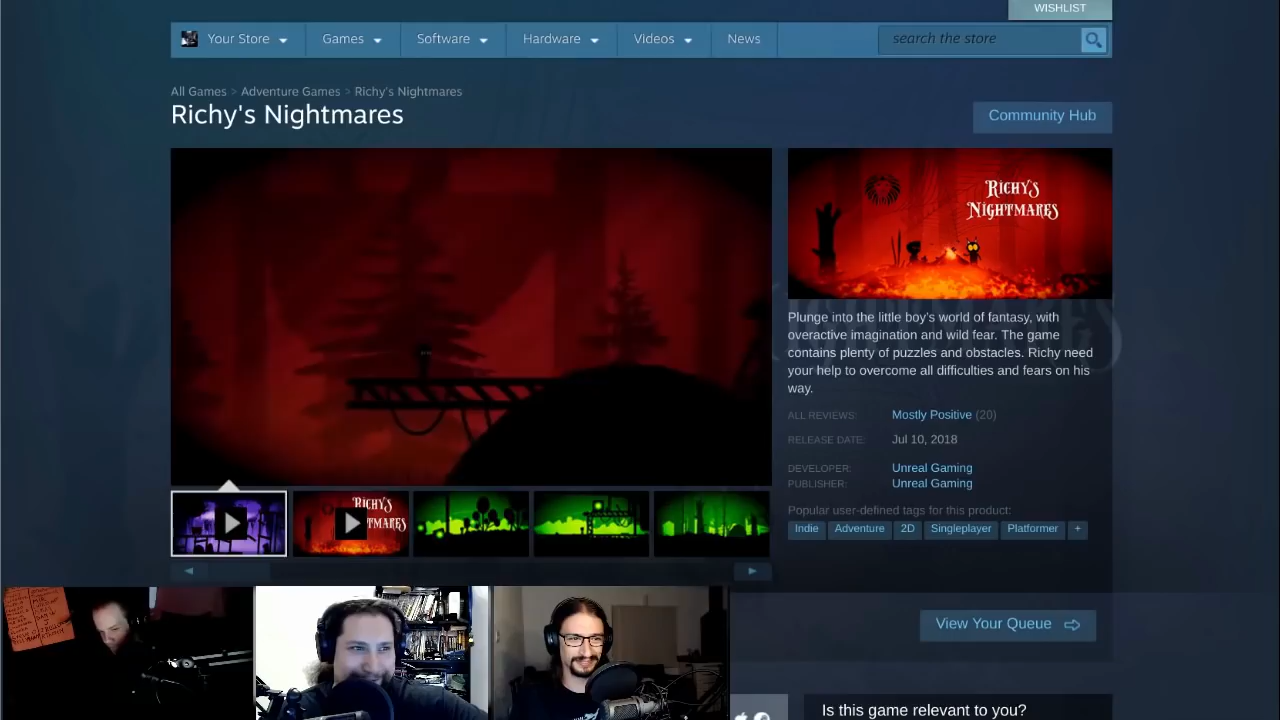 WISHLIST
Your Store
Games
Software
Hardware
Videos
News
search the store
All Games > Adventure Games > Richy's Nightmares
Richy's Nightmares
Community Hub
RICHY'S
NIGHTMARES
Plunge into the little boy's world of fantasy, with
overactive imagination and wild fear. The game
contains plenty of puzzles and obstacles. Richy need
your help to overcome all difficulties and fears on his
way.
ALL REVIEWS: Mostly Positive (20)
RELEASE DATE: Jul 10, 2018
DEVELOPER: Unreal Gaming
PUBLISHER: Unreal Gaming
Popular user-defined tags for this product:
Indie
Adventure
2D
Singleplayer
Platformer
+
RICHY'S
View Your Queue
Is this game relevant to you?